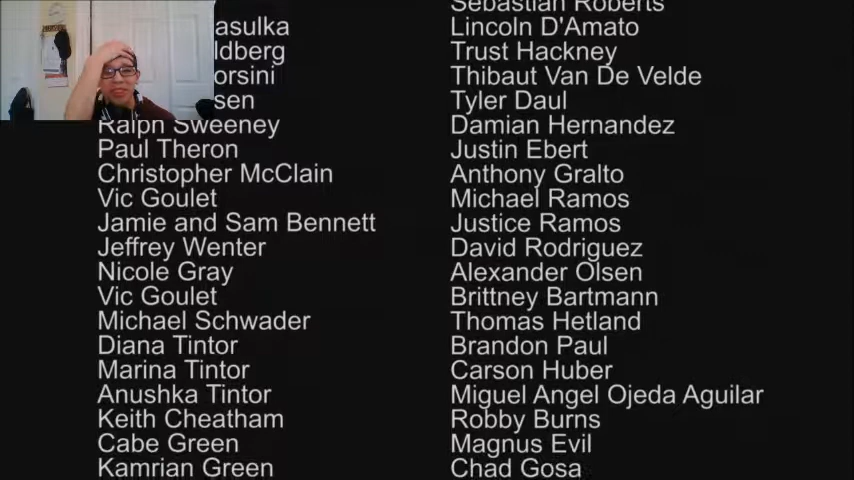 asulka
ldberg
orsini
sen
Ralph Sweeney
Paul Theron
Christopher McClain
Vic Goulet
Jamie and Sam Bennett
Jeffrey Wenter
Nicole Gray
Vic Goulet
Michael Schwader
Diana Tintor
Marina Tintor
Anushka Tintor
Keith Cheatham
Cabe Green
Kamrian Green
Sebastian Roberts
Lincoln D'Amato
Trust Hackney
Thibaut Van De Velde
Tyler Daul
Damian Hernandez
Justin Ebert
Anthony Gralto
Michael Ramos
Justice Ramos
David Rodriguez
Alexander Olsen
Brittney Bartmann
Thomas Hetland
Brandon Paul
Carson Huber
Miguel Angel Ojeda Aguilar
Robby Burns
Magnus Evil
Chad Gosa